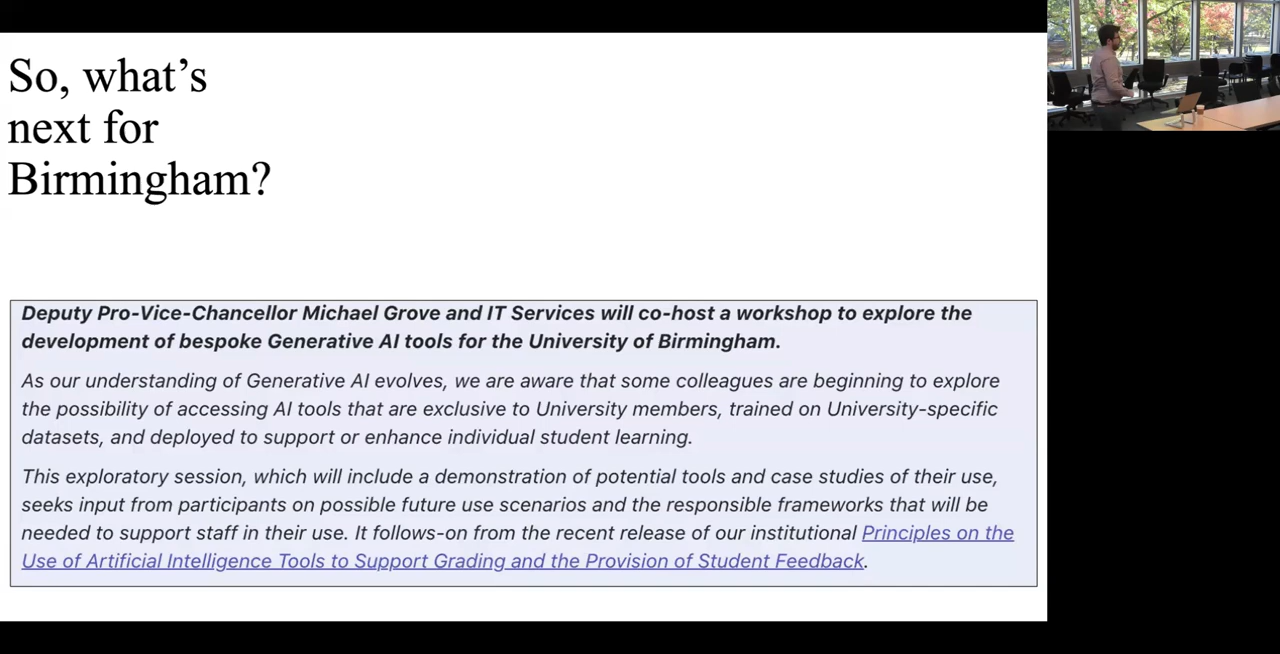 So, what’s
next for
Birmingham?
Deputy Pro-Vice-Chancellor Michael Grove and IT Services will co-host a workshop to explore the
development of bespoke Generative AI tools for the University of Birmingham.
As our understanding of Generative AI evolves, we are aware that some colleagues are beginning to explore
the possibility of accessing AI tools that are exclusive to University members, trained on University-specific
datasets, and deployed to support or enhance individual student learning.
This exploratory session, which will include a demonstration of potential tools and case studies of their use,
seeks input from participants on possible future use scenarios and the responsible frameworks that will be
needed to support staff in their use. It follows-on from the recent release of our institutional Principles on the
Use of Artificial Intelligence Tools to Support Grading and the Provision of Student Feedback.